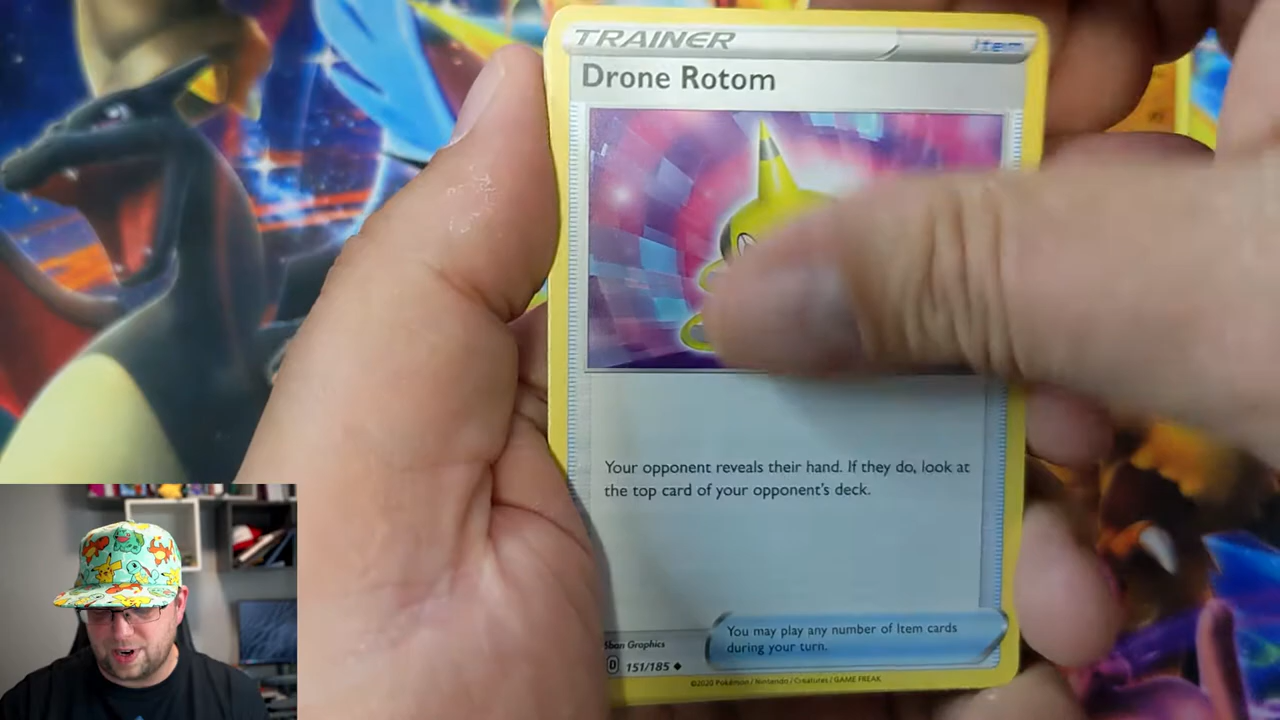 TRAINER
Item
Drone Rotom
Your opponent reveals their hand. If they do, look at
the top card of your opponent's deck.
You may play any number of Item cards
during your turn.
Graphics
D 151/185
©2020 Pokémon / Nintendo / Creatures / GAME FREAK